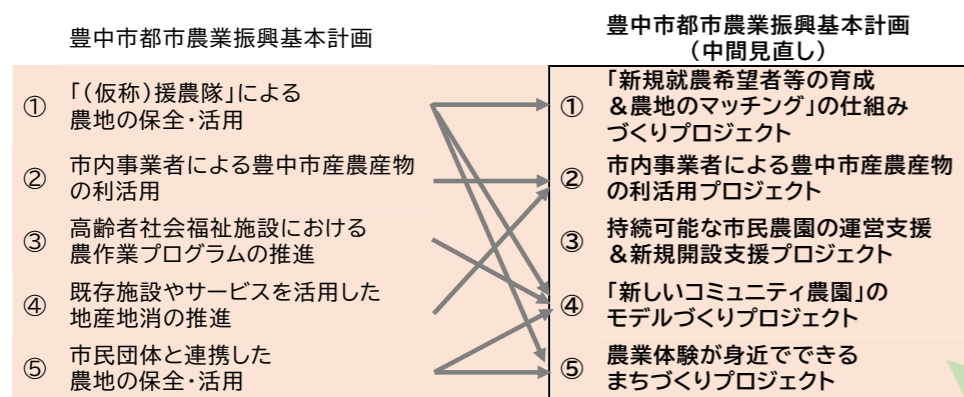 豊中市都市農業振興基本計画
① 「(仮称)援農隊」による
農地の保全・活用
② 市内事業者による豊中市産農産物
の利活用
③ 高齢者社会福祉施設における
農作業プログラムの推進
④ 既存施設やサービスを活用した
地産地消の推進
⑤ 市民団体と連携した
農地の保全・活用
豊中市都市農業振興基本計画
(中間見直し)
① 「新規就農希望者等の育成
&農地のマッチング」の仕組み
づくりプロジェクト
② 市内事業者による豊中市産農産物
の利活用プロジェクト
③ 持続可能な市民農園の運営支援
&新規開設支援プロジェクト
④ 「新しいコミュニティ農園」の
モデルづくりプロジェクト
⑤ 農業体験が身近でできる
まちづくりプロジェクト